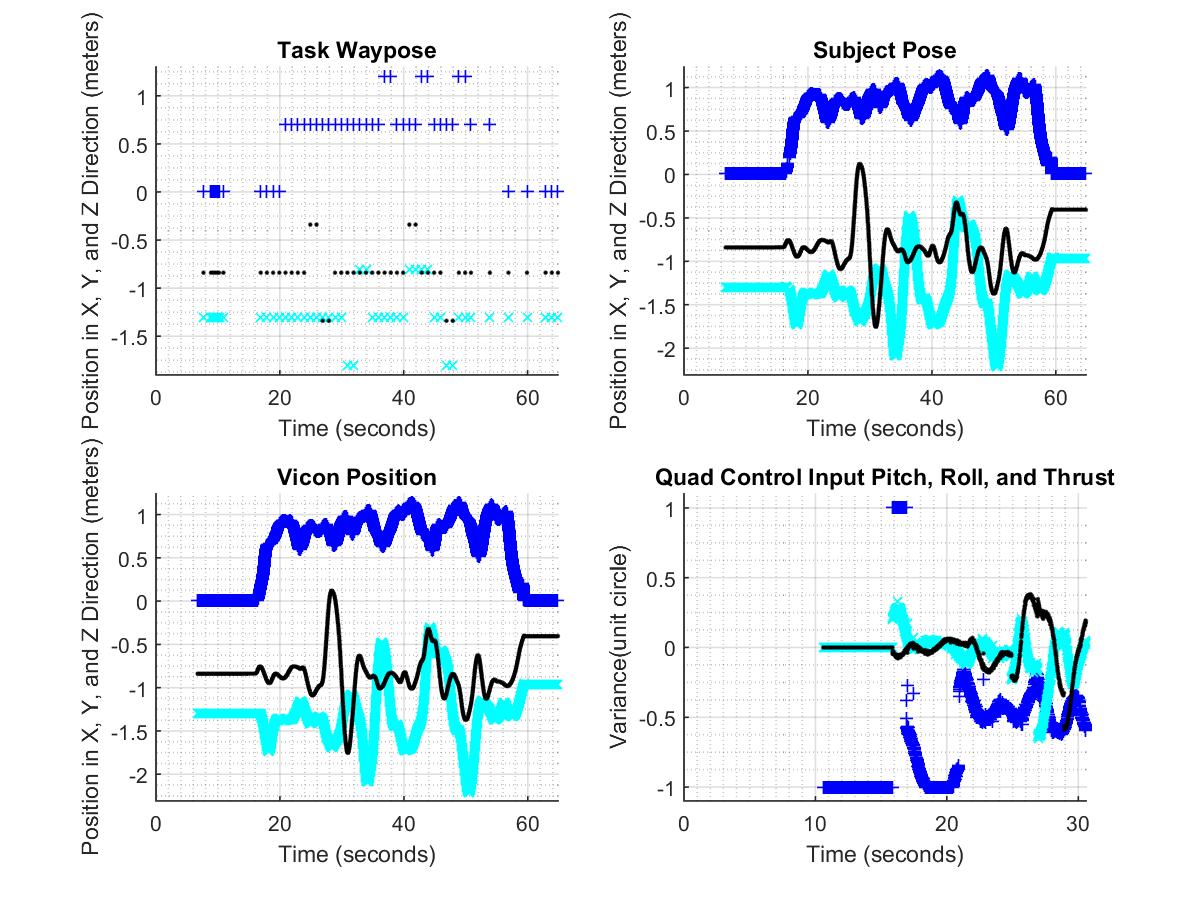 Task Waypose
Position in X, Y, and Z Direction (meters)
1
0.5
0
-0.5
-1
-1.5
0 20 40 60
Time (seconds)
Subject Pose
Position in X, Y, and Z Direction (meters)
1
0.5
0
-0.5
-1
-1.5
-2
0 20 40 60
Time (seconds)
Vicon Position
Position in X, Y, and Z Direction (meters)
1
0.5
0
-0.5
-1
-1.5
-2
0 20 40 60
Time (seconds)
Quad Control Input Pitch, Roll, and Thrust
Variance(unit circle)
1
0.5
0
-0.5
-1
0 10 20 30
Time (seconds)